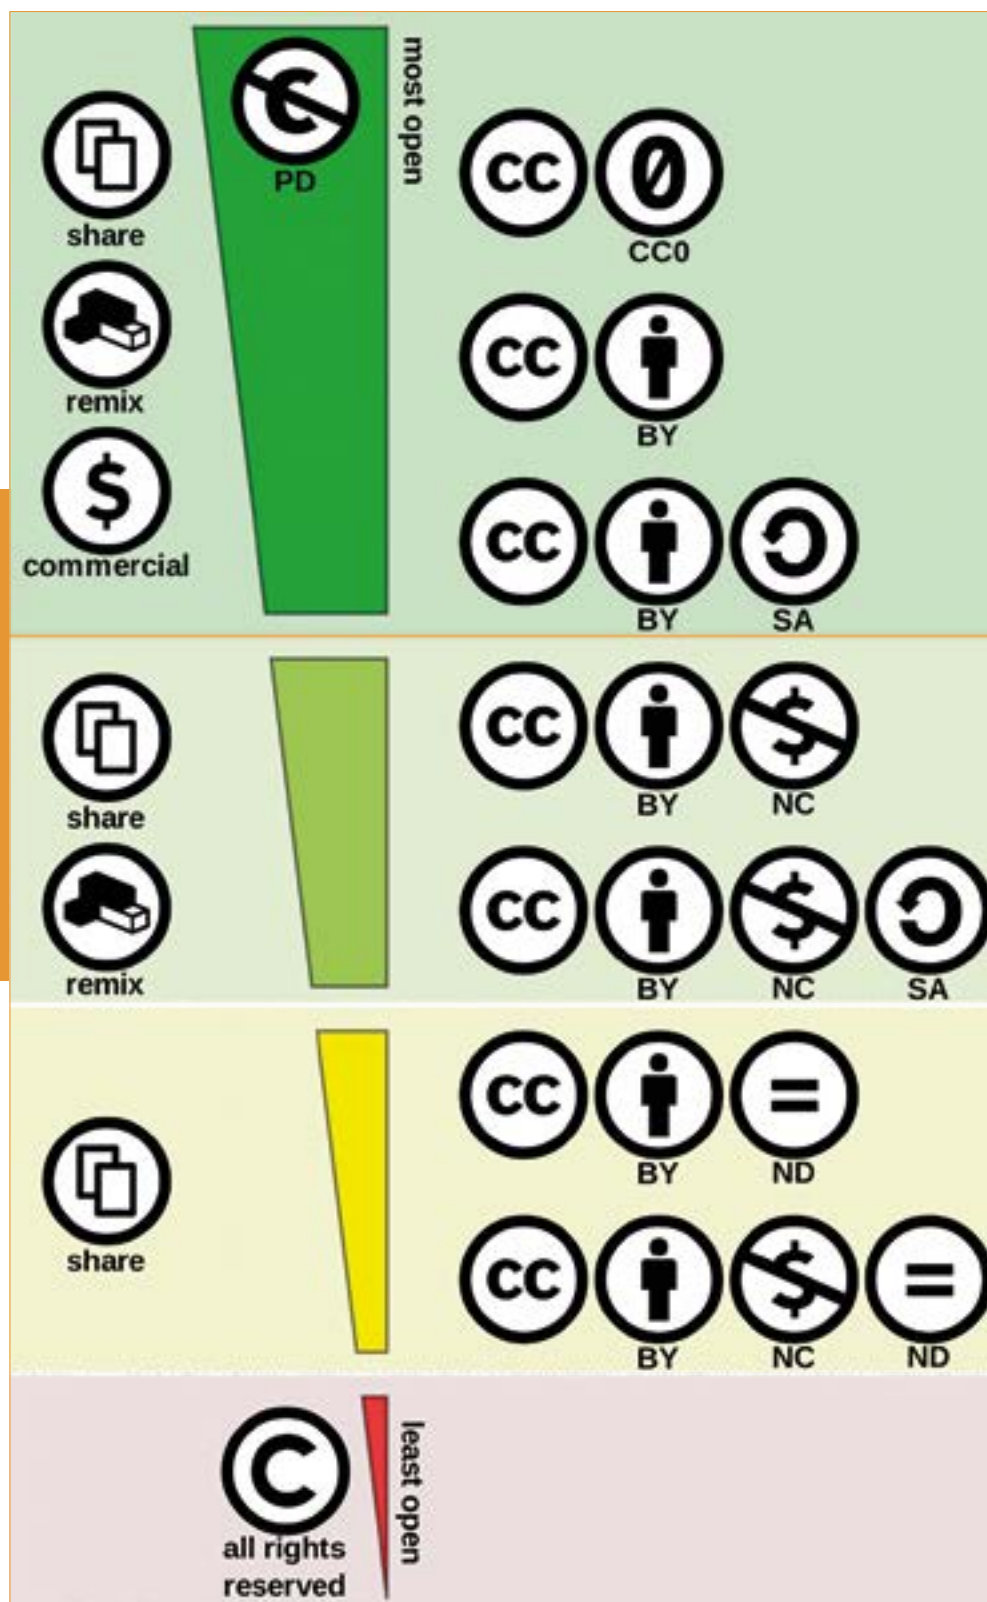 most open
PD
share
remix
commercial
cc
CC0
cc
BY
cc
BY SA
share
remix
cc $
BY NC
cc $
BY NC SA
share
cc =
BY ND
cc $ =
BY NC ND
C
all rights
reserved
least open